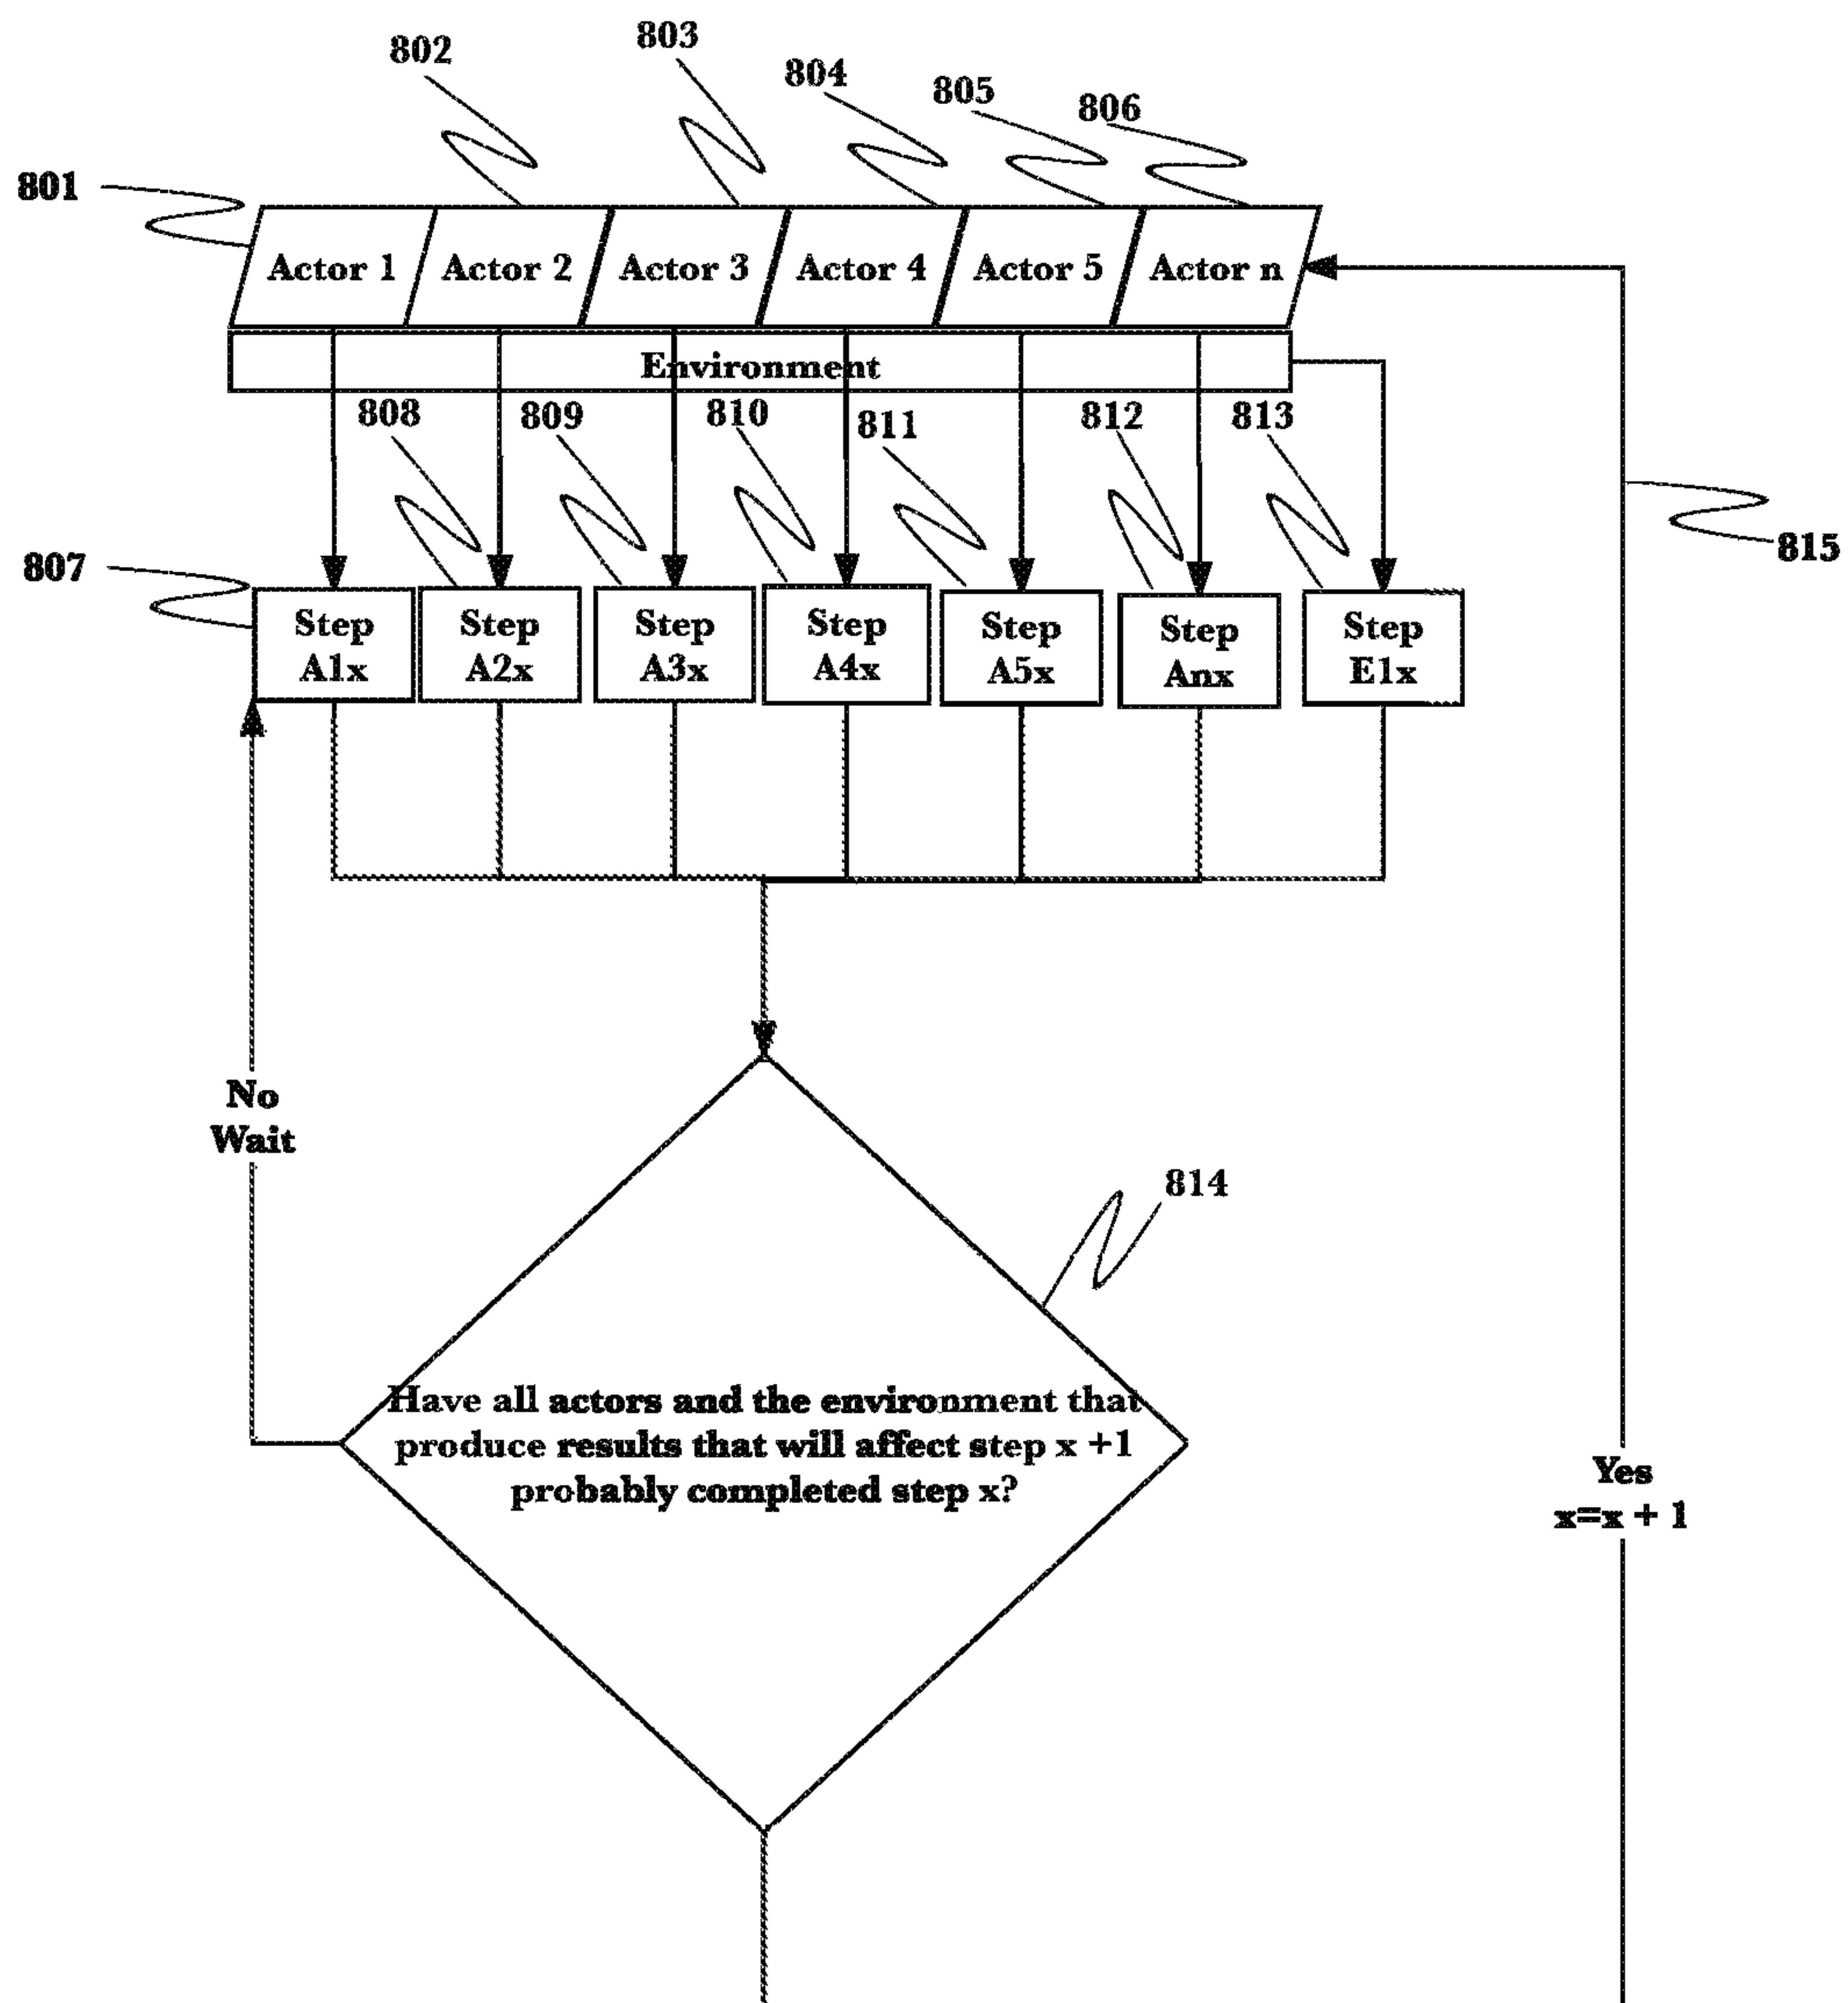 803
802
804
805
806
801
Actor 1
Actor 2
Actor 3
Actor 4
Actor 5
Actor n
Environment
808
809
810
811
812
813
815
807
Step
A1x
Step
A2x
Step
A3x
Step
A4x
Step
A5x
Step
Anx
Step
E1x
No
Wait
814
Have all actors and the environment that
produce results that will affect step x +1
probably completed step x?
Yes
x=x + 1